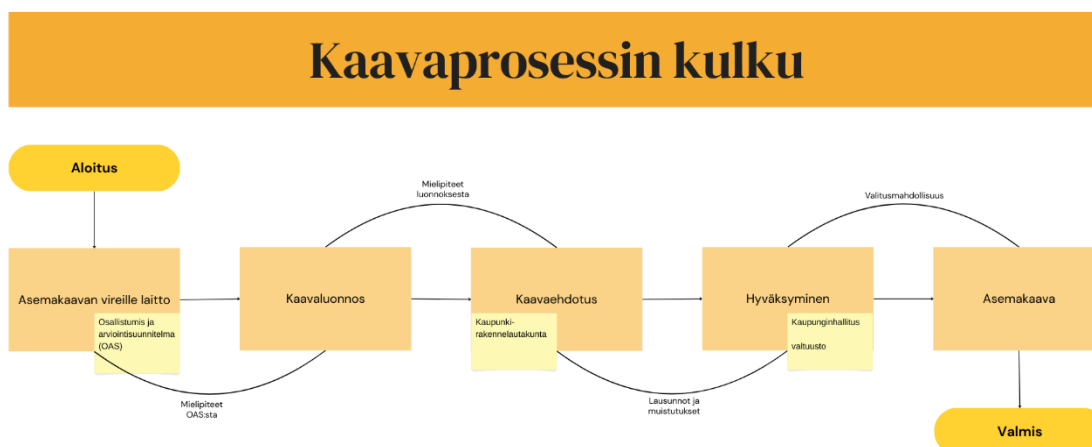 Kaavaprosessin kulku
Aloitus
Mielipiteet
luonnoksesta
Valitusmahdollisuus
Asemakaavan vireille laitto
Kaavaluonnos
Kaavaehdotus
Hyväksyminen
Asemakaava
Osallistumis ja
arviointisuunnitelma
(OAS)
Kaupunki-
rakennelautakunta
Kaupunginhallitus
valtuusto
Mielipiteet
OAS:sta
Lausunnot ja
muistutukset
Valmis